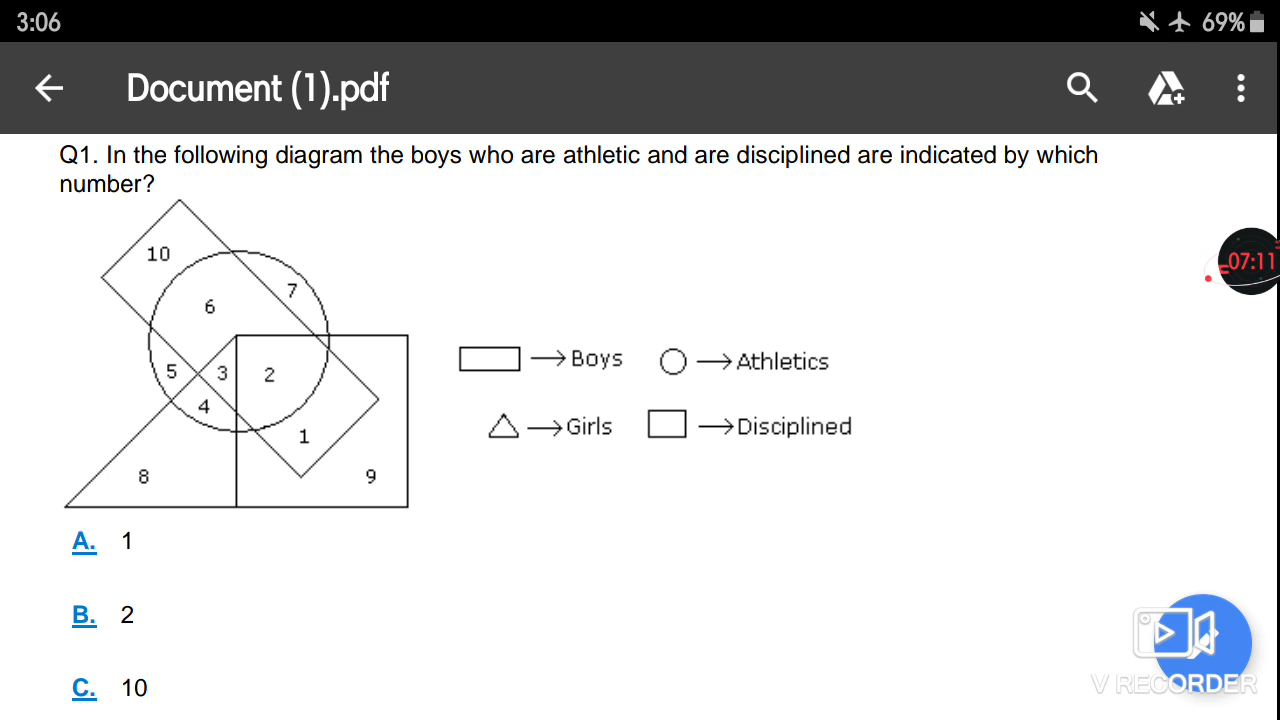 3:06
69%
Document (1).pdf
Q1. In the following diagram the boys who are athletic and are disciplined are indicated by which
number?
10
7
6
5
3
2
4
1
8
9
Boys
Athletics
Girls
Disciplined
07:11
A. 1
B. 2
C. 10
V RECORDER